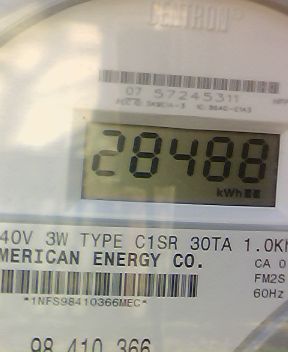 CENTRON®
07 57245311
28488
kWh
40V 3W TYPE C1SR 30TA 1.0K
MERICAN ENERGY CO.
CA 0
FM2S
60Hz
*1NFS98410366MEC*
98 410 366